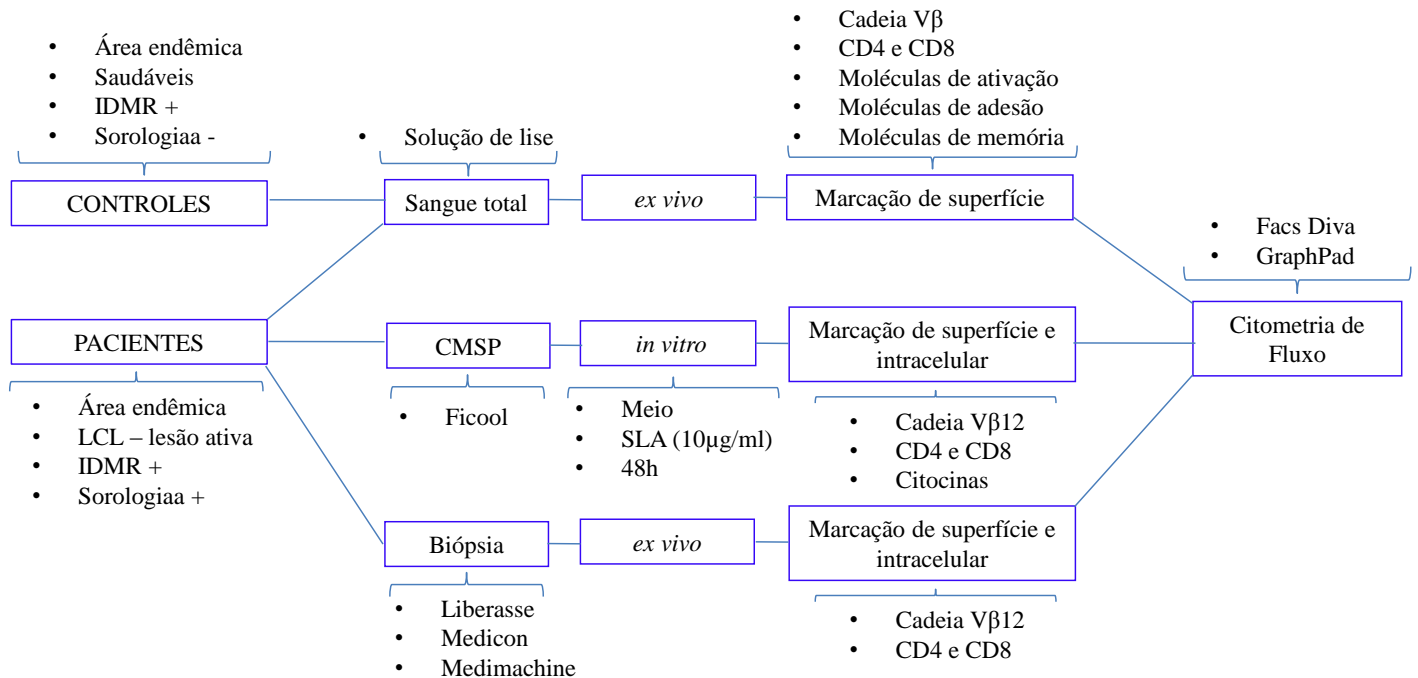 • Área endêmica
• Saudáveis
• IDMR +
• Sorologiaa -
CONTROLES
• Solução de lise
Sangue total
ex vivo
• Cadeia Vβ
• CD4 e CD8
• Moléculas de ativação
• Moléculas de adesão
• Moléculas de memória
Marcação de superfície
• Facs Diva
• GraphPad
Citometria de
Fluxo
PACIENTES
• Área endêmica
• LCL – lesão ativa
• IDMR +
• Sorologiaa +
CMSP
• Ficool
in vitro
• Meio
• SLA (10µg/ml)
• 48h
Marcação de superfície e
intracelular
• Cadeia Vβ12
• CD4 e CD8
• Citocinas
Biópsia
• Liberasse
• Medicon
• Medimachine
ex vivo
Marcação de superfície e
intracelular
• Cadeia Vβ12
• CD4 e CD8